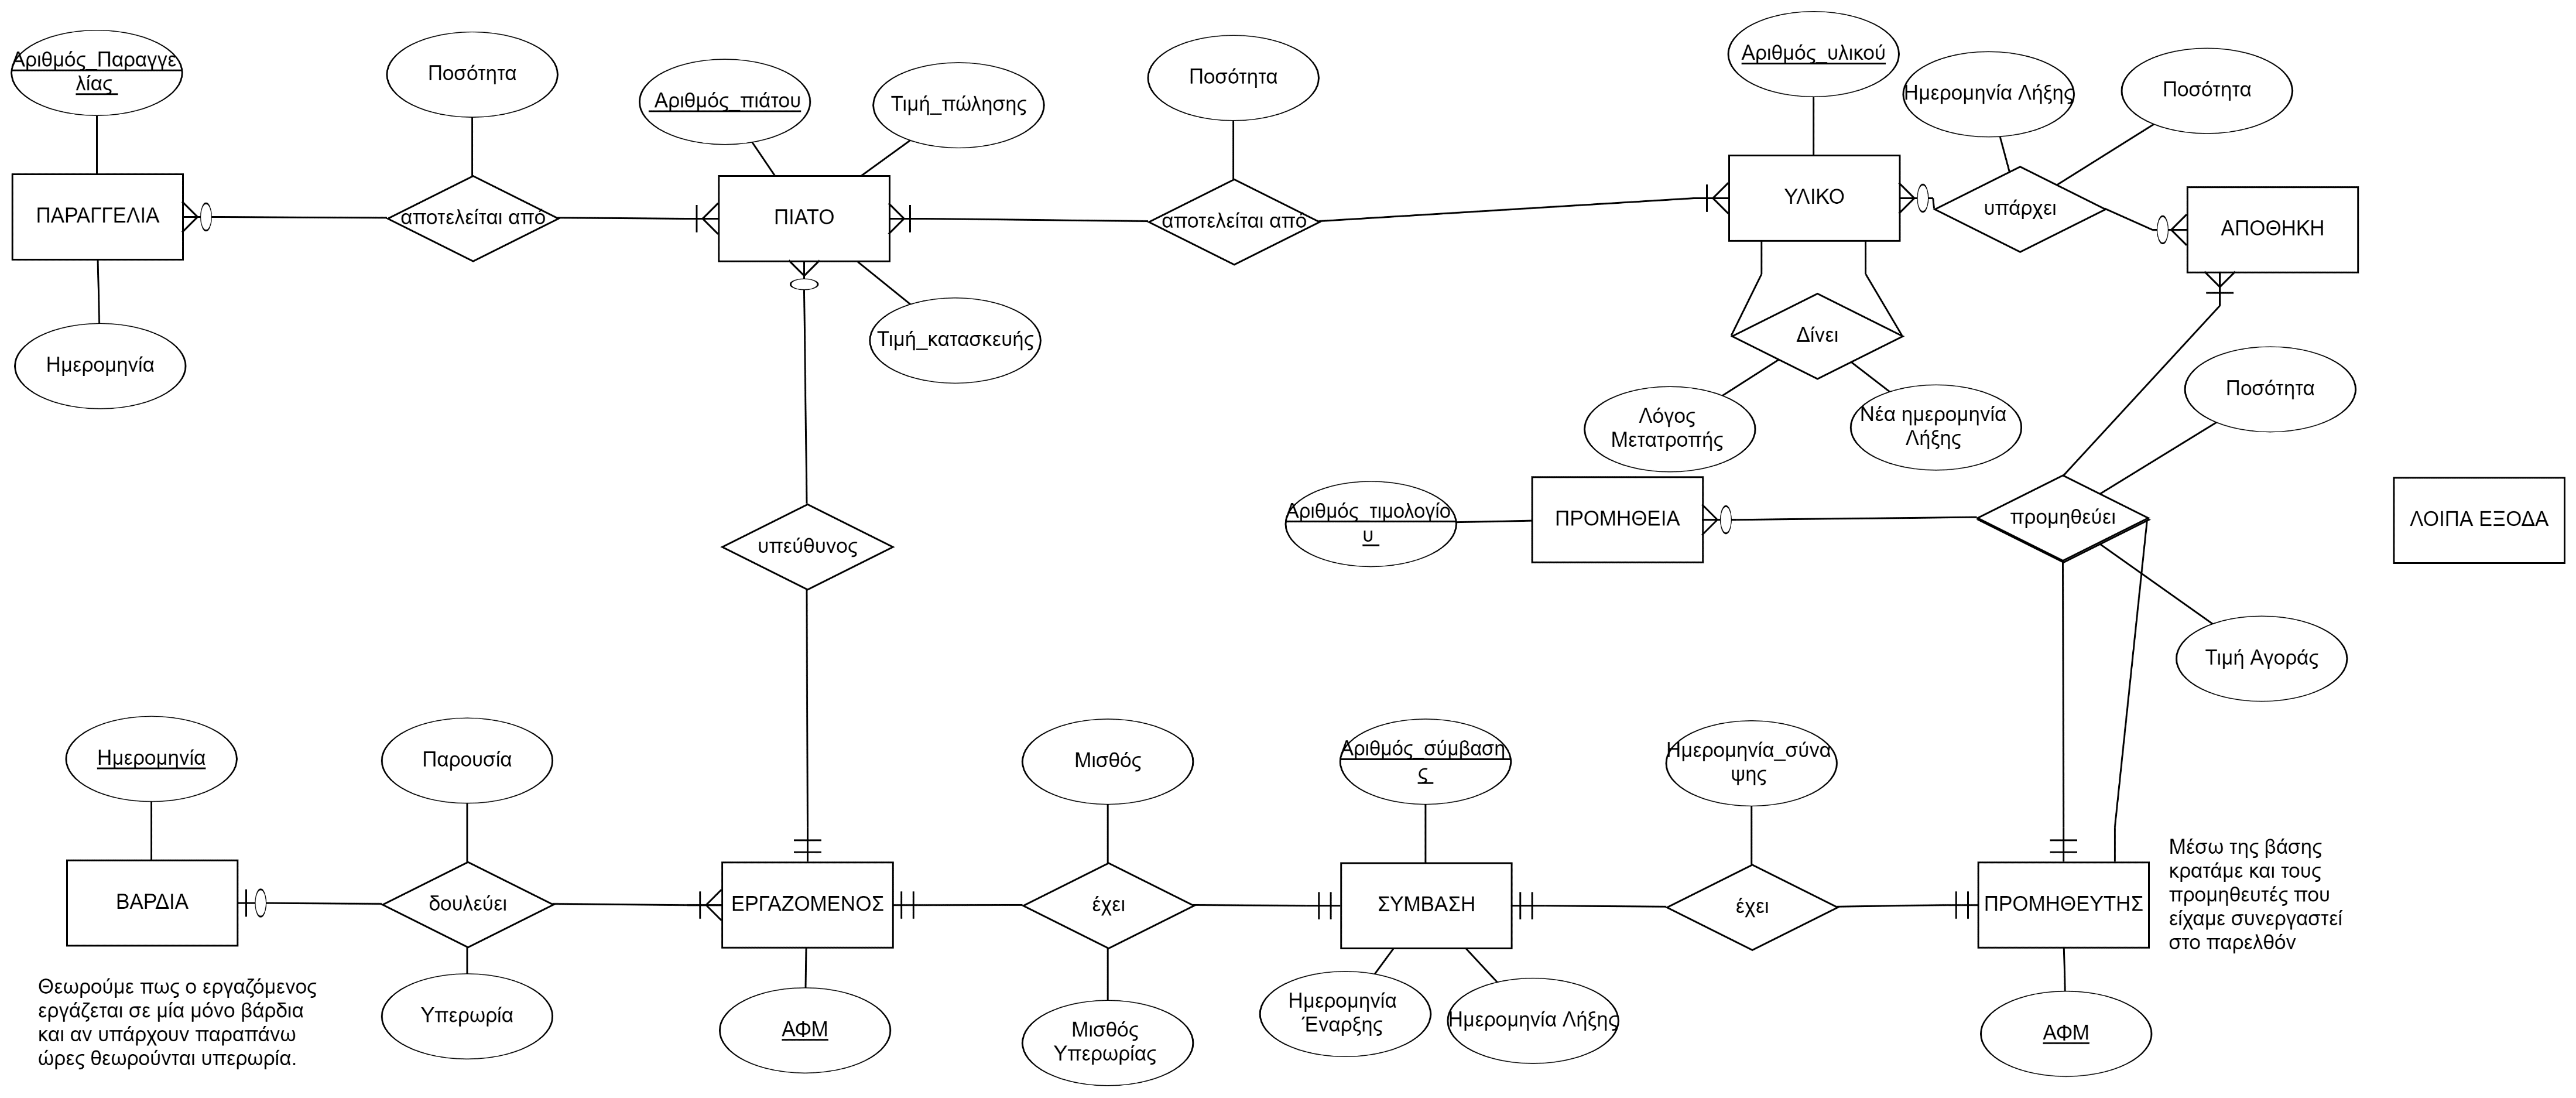 Αριθμός_Παραγγε
λίας
Ποσότητα
Αριθμός_πιάτου
Τιμή_πώλησης
Ποσότητα
Αριθμός_υλικού
Ημερομηνία Λήξης
Ποσότητα
ΠΑΡΑΓΓΕΛΙΑ
αποτελείται από
ΠΙΑΤΟ
αποτελείται από
ΥΛΙΚΟ
υπάρχει
ΑΠΟΘΗΚΗ
Ημερομηνία
Τιμή_κατασκευής
Δίνει
Λόγος
Μετατροπής
Νέα ημερομηνία
Λήξης
Ποσότητα
Αριθμός_τιμολογίο
υ
ΠΡΟΜΗΘΕΙΑ
προμηθεύει
ΛΟΙΠΑ ΕΞΟΔΑ
υπεύθυνος
Τιμή Αγοράς
Ημερομηνία
Παρουσία
Μισθός
Αριθμός_σύμβαση
ς
Ημερομηνία_σύνα
ψης
ΒΑΡΔΙΑ
δουλεύει
ΕΡΓΑΖΟΜΕΝΟΣ
έχει
ΣΥΜΒΑΣΗ
έχει
ΠΡΟΜΗΘΕΥΤΗΣ
Μέσω της βάσης
κρατάμε και τους
προμηθευτές που
είχαμε συνεργαστεί
στο παρελθόν
Θεωρούμε πως ο εργαζόμενος
εργάζεται σε μία μόνο βάρδια
και αν υπάρχουν παραπάνω
ώρες θεωρούνται υπερωρία.
Υπερωρία
ΑΦΜ
Μισθός
Υπερωρίας
Ημερομηνία
Έναρξης
Ημερομηνία Λήξης
ΑΦΜ